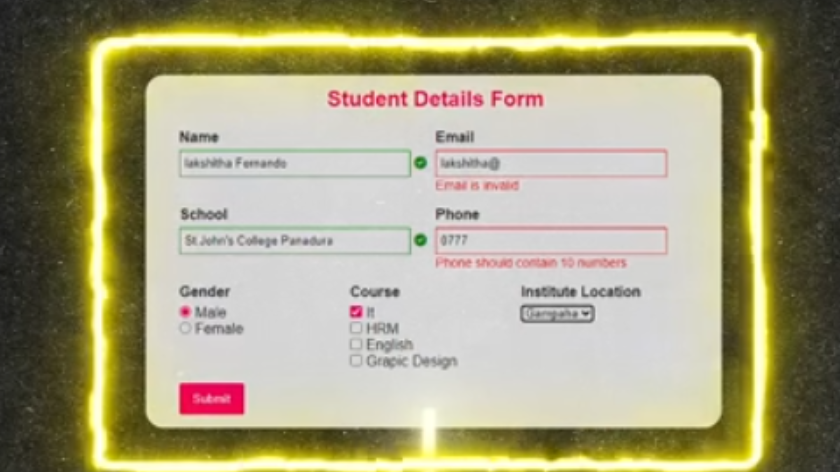 Student Details Form
Name Email
lakshitha Fernando lakshitha@
Email is invalid
School Phone
St.John's College Panadura 0777
Phone should contain 10 numbers
Gender Course Institute Location
Male It Gampaha
Female HRM
English
Grapic Design
Submit